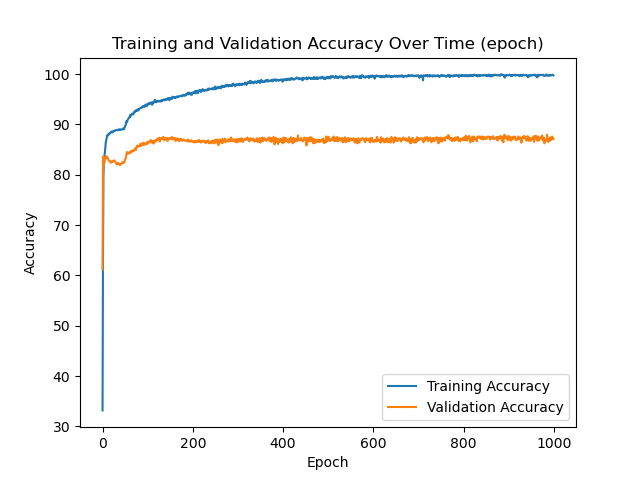 Training and Validation Accuracy Over Time (epoch)
100
90
80
70
60
50
40
30
Accuracy
0
200
400
600
800
1000
Epoch
Training Accuracy
Validation Accuracy